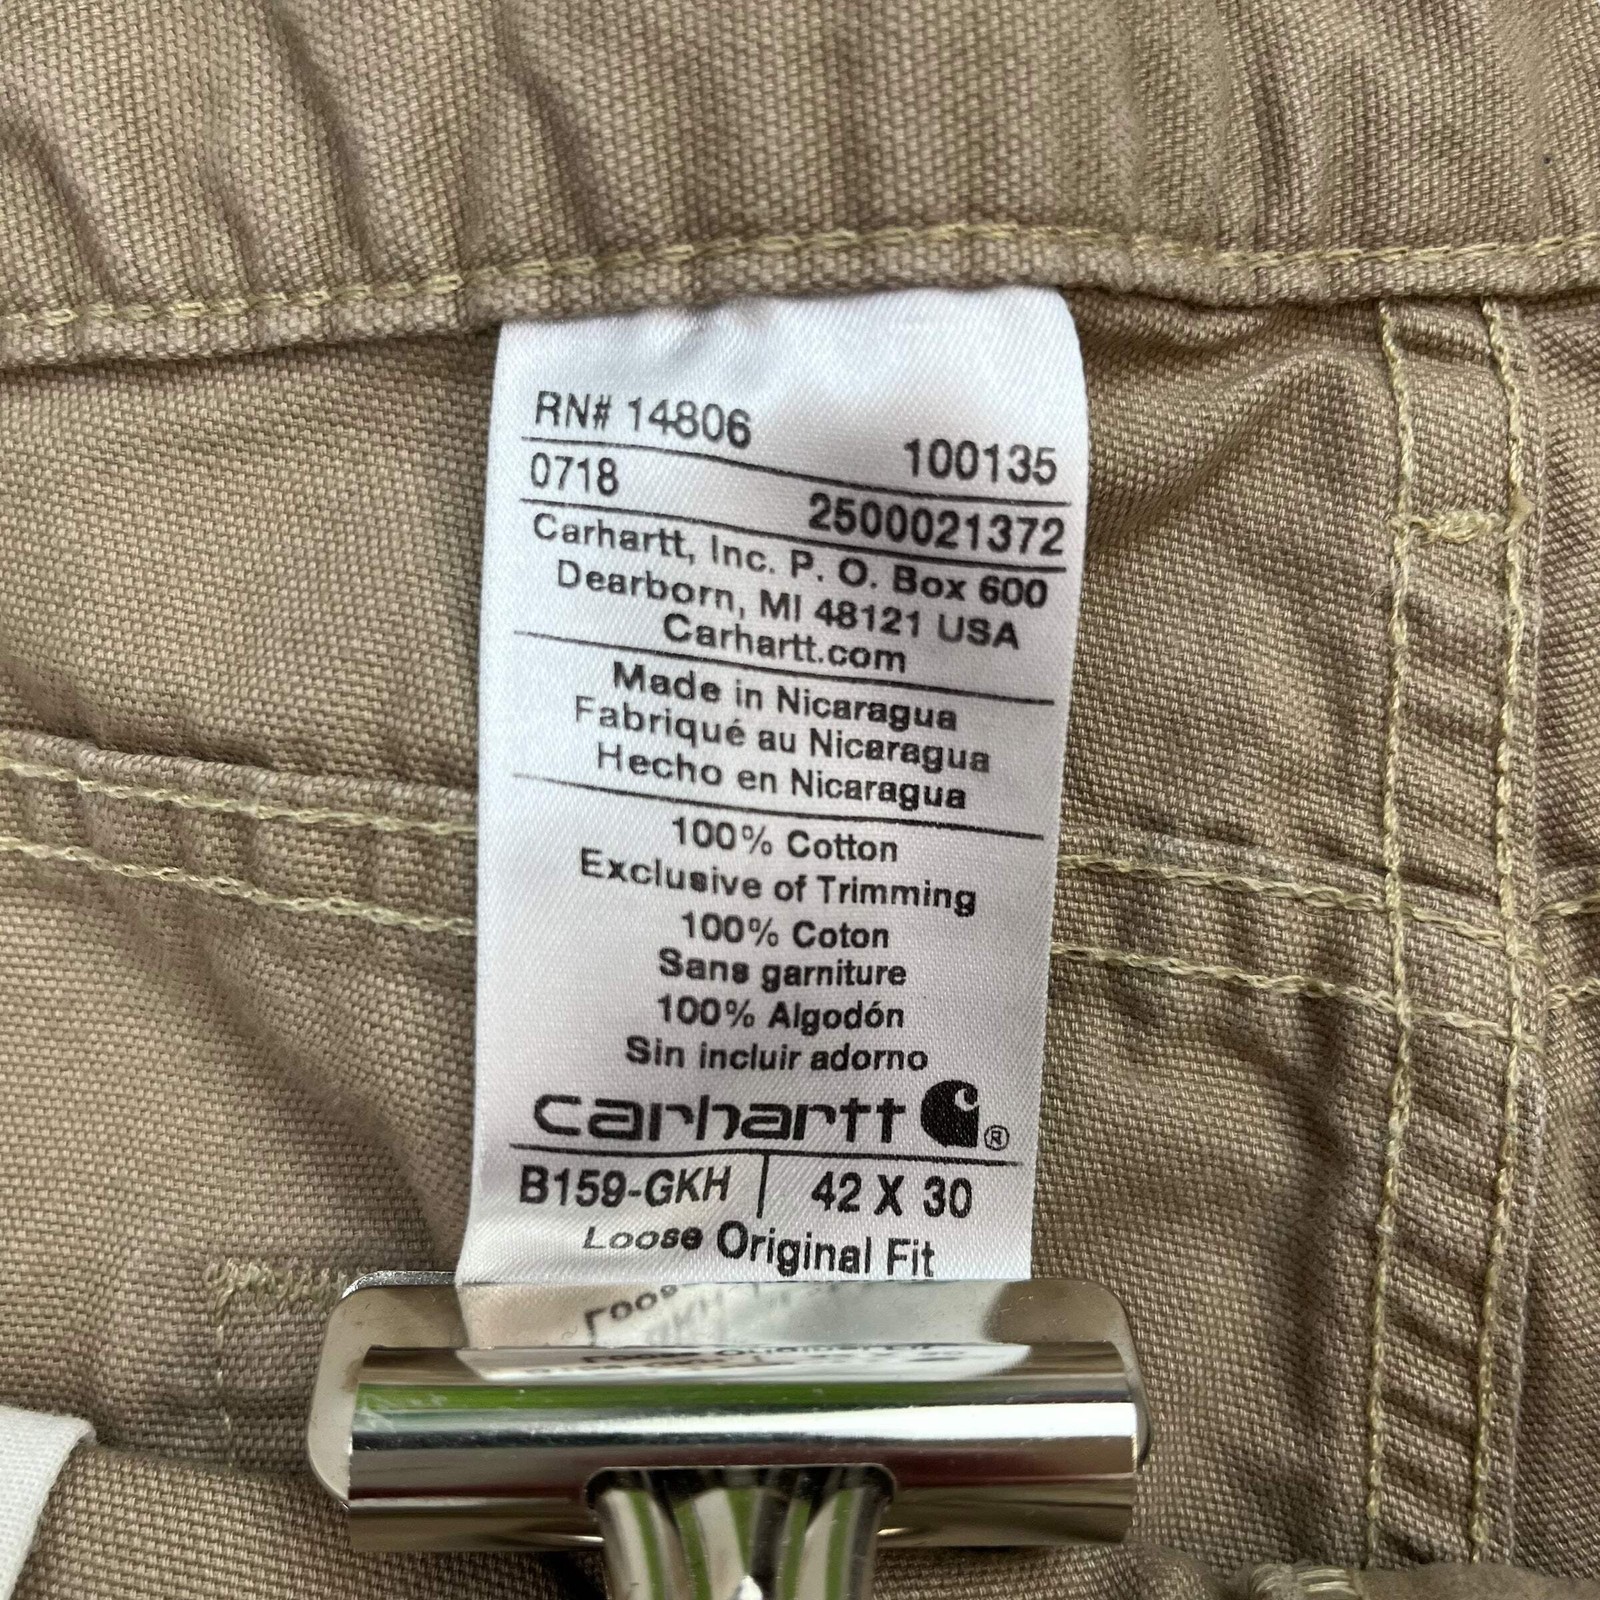 RN# 14806 100135
0718 2500021372
Carhartt, Inc. P. O. Box 600
Dearborn, MI 48121 USA
Carhartt.com
Made in Nicaragua
Fabriqué au Nicaragua
Hecho en Nicaragua
100% Cotton
Exclusive of Trimming
100% Coton
Sans garniture
100% Algodón
Sin incluir adorno
carhartt ®
B159-GKH | 42 X 30
Loose Original Fit